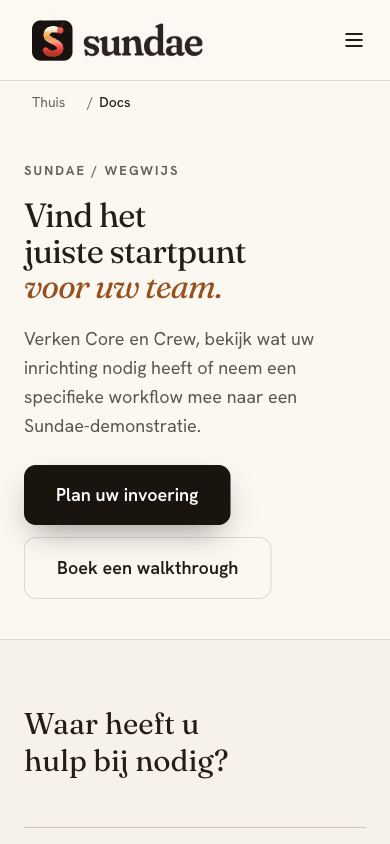 sundae
Thuis / Docs
SUNDAE / WEGWIJS
Vind het
juiste startpunt
voor uw team.
Verken Core en Crew, bekijk wat uw
inrichting nodig heeft of neem een
specifieke workflow mee naar een
Sundae-demonstratie.
Plan uw invoering
Boek een walkthrough
Waar heeft u
hulp bij nodig?